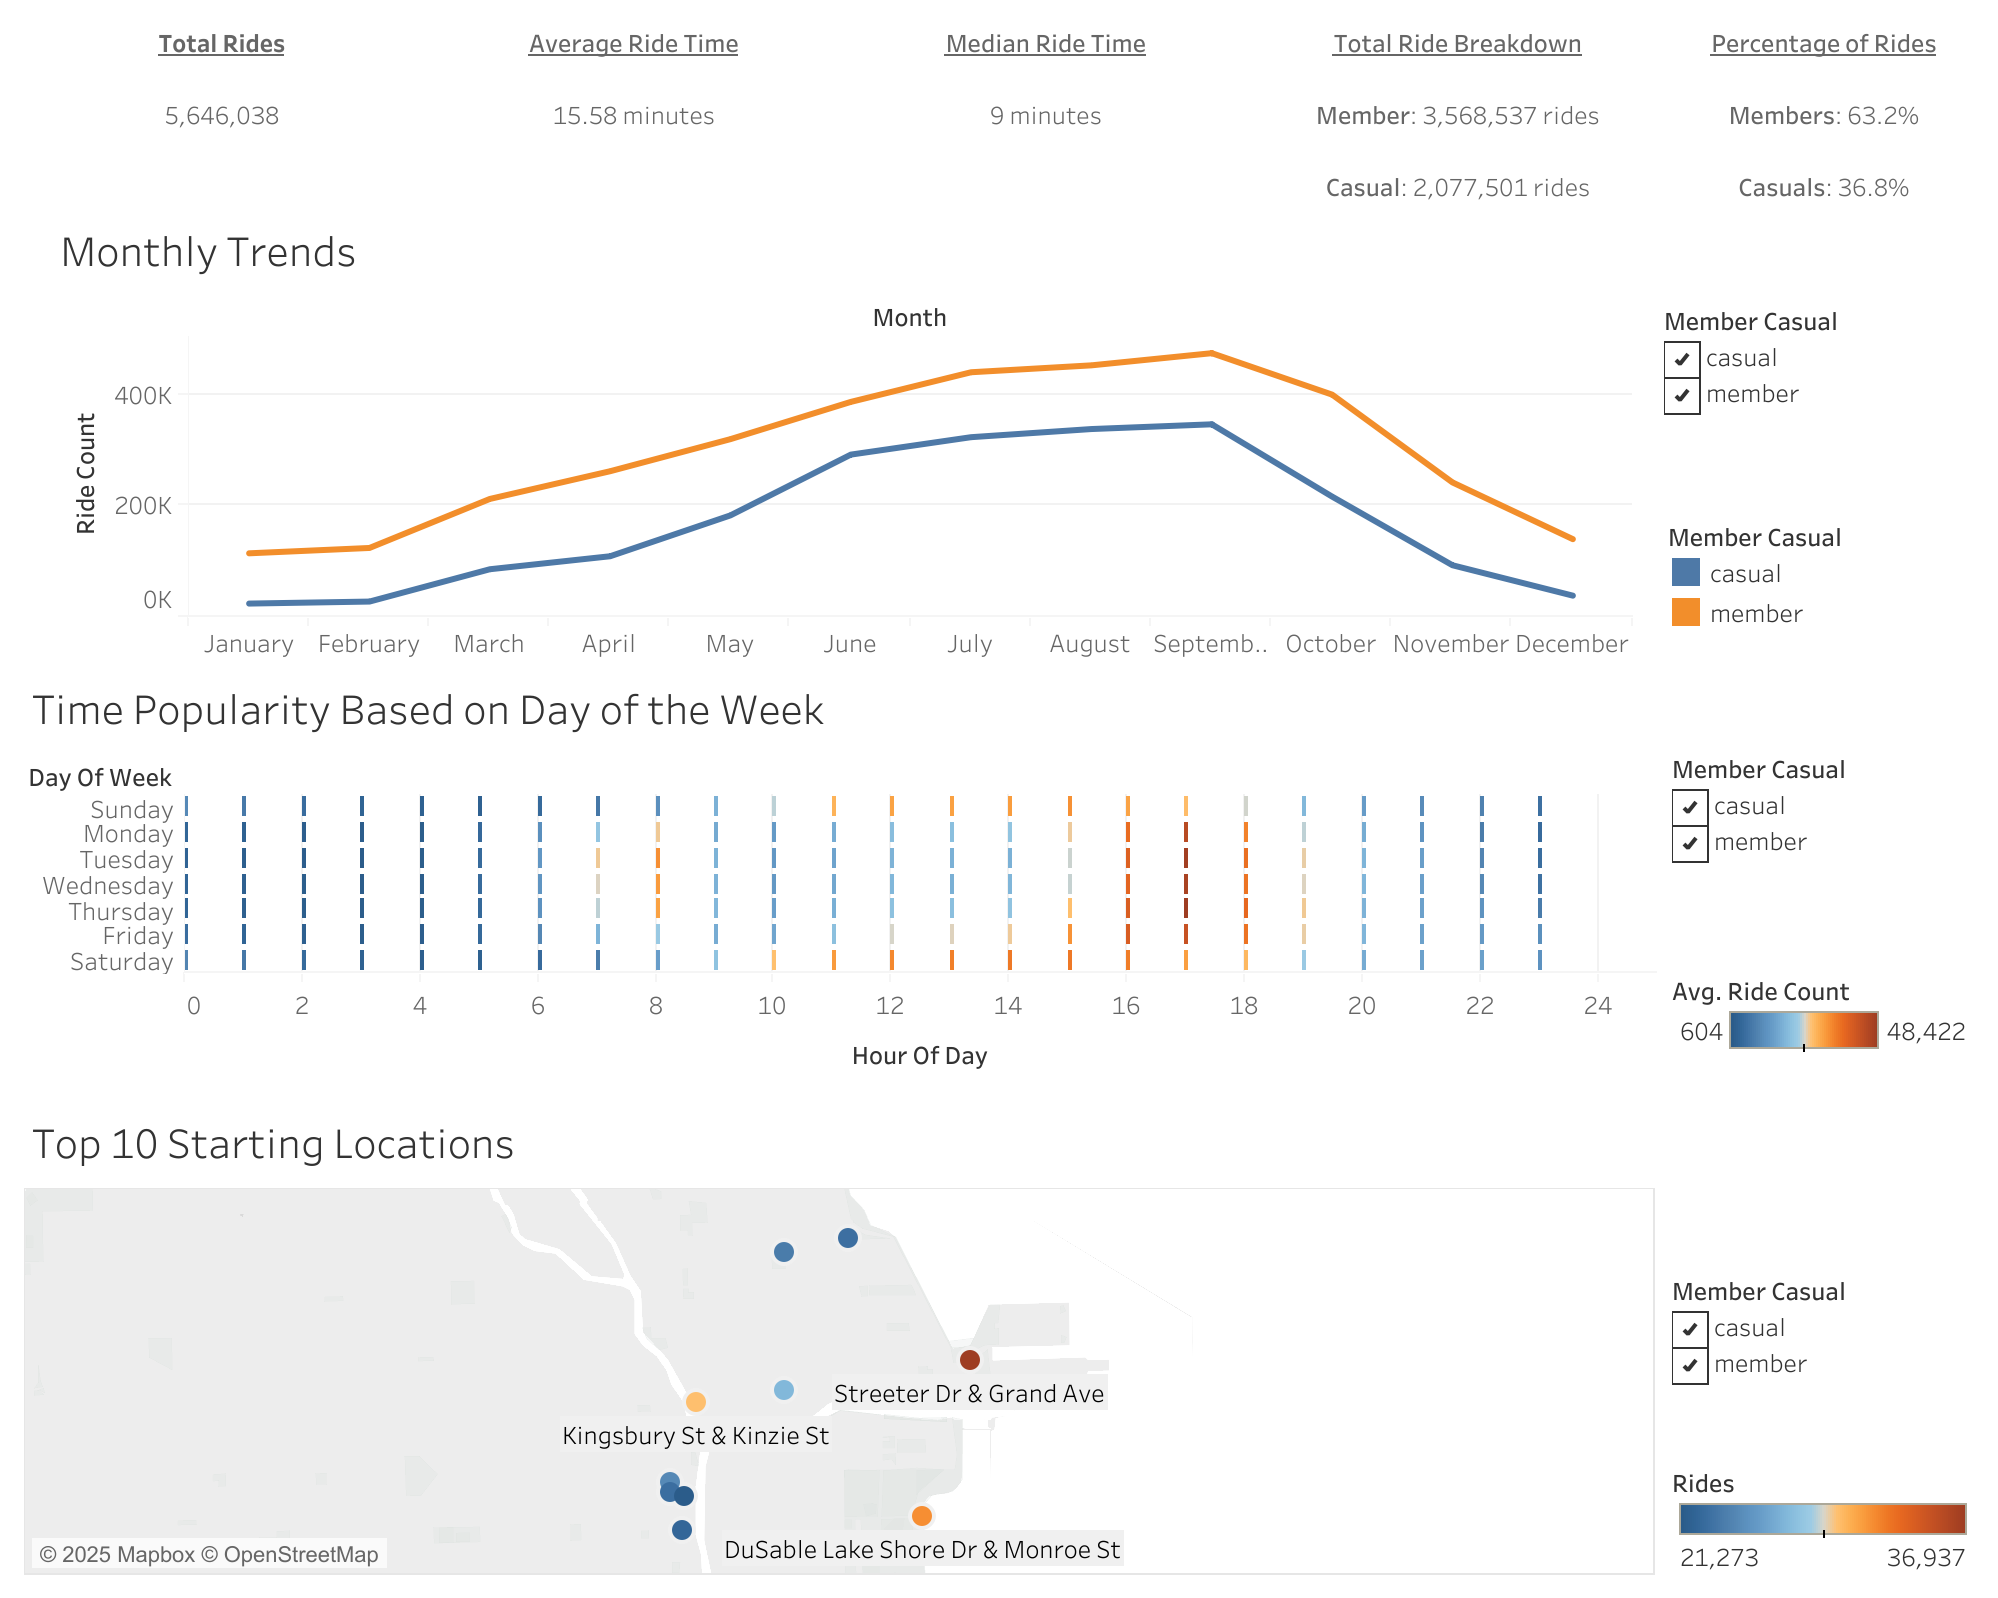 Total Rides
Average Ride Time
Median Ride Time
Total Ride Breakdown
Percentage of Rides
5,646,038
15.58 minutes
9 minutes
Member: 3,568,537 rides
Members: 63.2%
Casual: 2,077,501 rides
Casuals: 36.8%
Monthly Trends
Month
Ride Count
400K
200K
0K
January February March April May June July August Septemb.. October November December
Member Casual
casual
member
Member Casual
casual
member
Time Popularity Based on Day of the Week
Day Of Week
Sunday
Monday
Tuesday
Wednesday
Thursday
Friday
Saturday
0 2 4 6 8 10 12 14 16 18 20 22 24
Hour Of Day
Member Casual
casual
member
Avg. Ride Count
604 48,422
Top 10 Starting Locations
Streeter Dr & Grand Ave
Kingsbury St & Kinzie St
DuSable Lake Shore Dr & Monroe St
© 2025 Mapbox © OpenStreetMap
Member Casual
casual
member
Rides
21,273 36,937